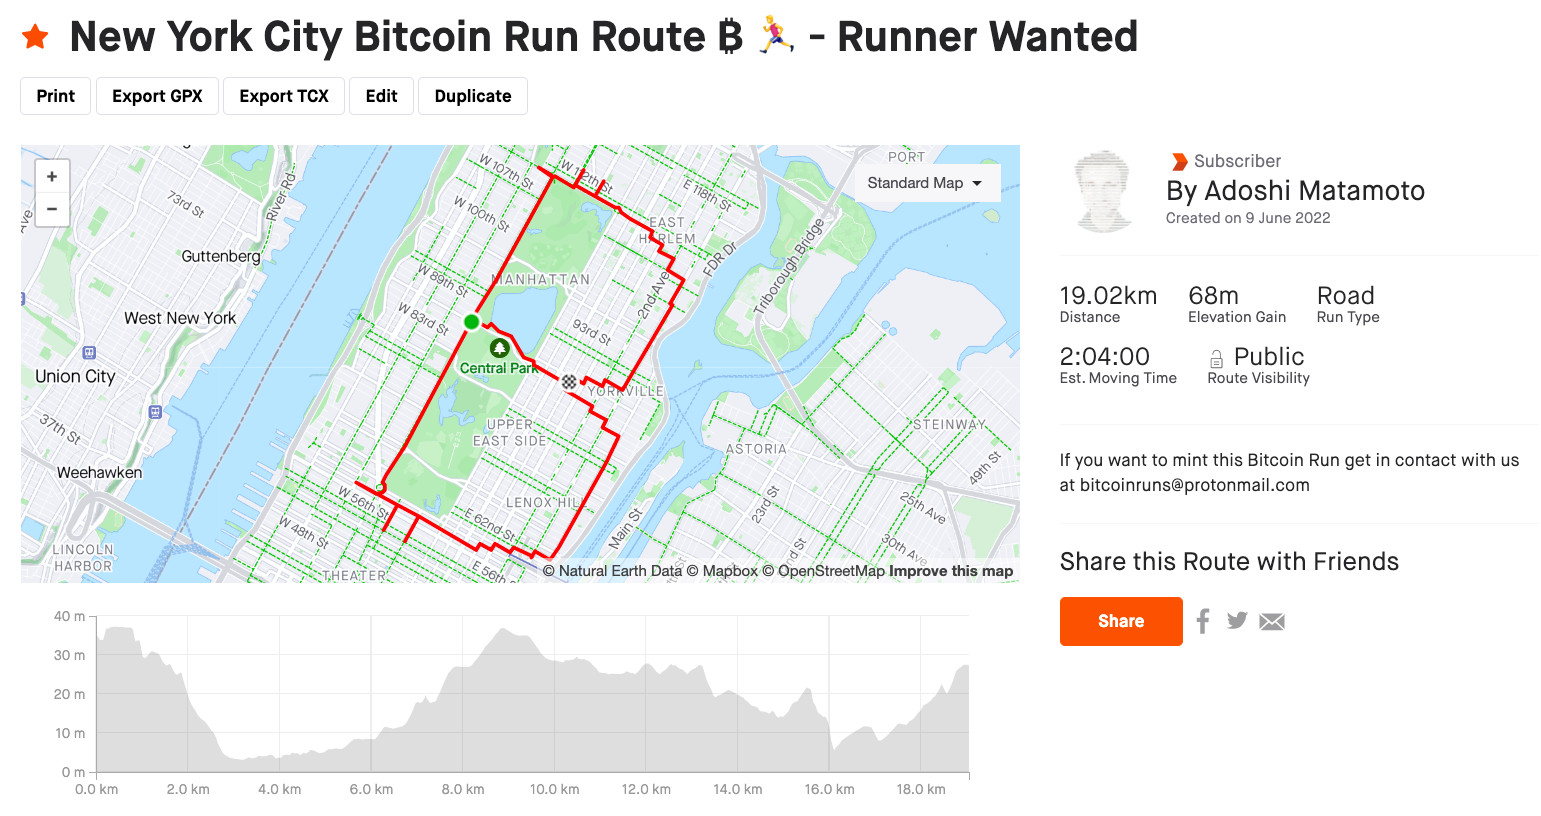 New York City Bitcoin Run Route ₿ 🏃 - Runner Wanted
Print
Export GPX
Export TCX
Edit
Duplicate
+
−
Standard Map
PORT
73rd St
River Rd
Guttenberg
West New York
Union City
37th St
Weehawken
LINCOLN
HARBOR
W 107th St
W 100th St
W 89th St
W 83rd St
MANHATTAN
E 118th St
EAST
HARLEM
FDR Dr
Triborough Bridge
2nd Ave
93rd St
Central Park
YORKVILLE
UPPER
EAST SIDE
LENOX HILL
E 62nd St
W 56th St
W 48th St
E 56th St
THEATER
Main St
ASTORIA
STEINWAY
49th St
25th Ave
23rd St
30th Ave
© Natural Earth Data © Mapbox © OpenStreetMap Improve this map
40 m
30 m
20 m
10 m
0 m
0.0 km
2.0 km
4.0 km
6.0 km
8.0 km
10.0 km
12.0 km
14.0 km
16.0 km
18.0 km
Subscriber
By Adoshi Matamoto
Created on 9 June 2022
19.02km
Distance
68m
Elevation Gain
Road
Run Type
2:04:00
Est. Moving Time
Public
Route Visibility
If you want to mint this Bitcoin Run get in contact with us
at bitcoinruns@protonmail.com
Share this Route with Friends
Share